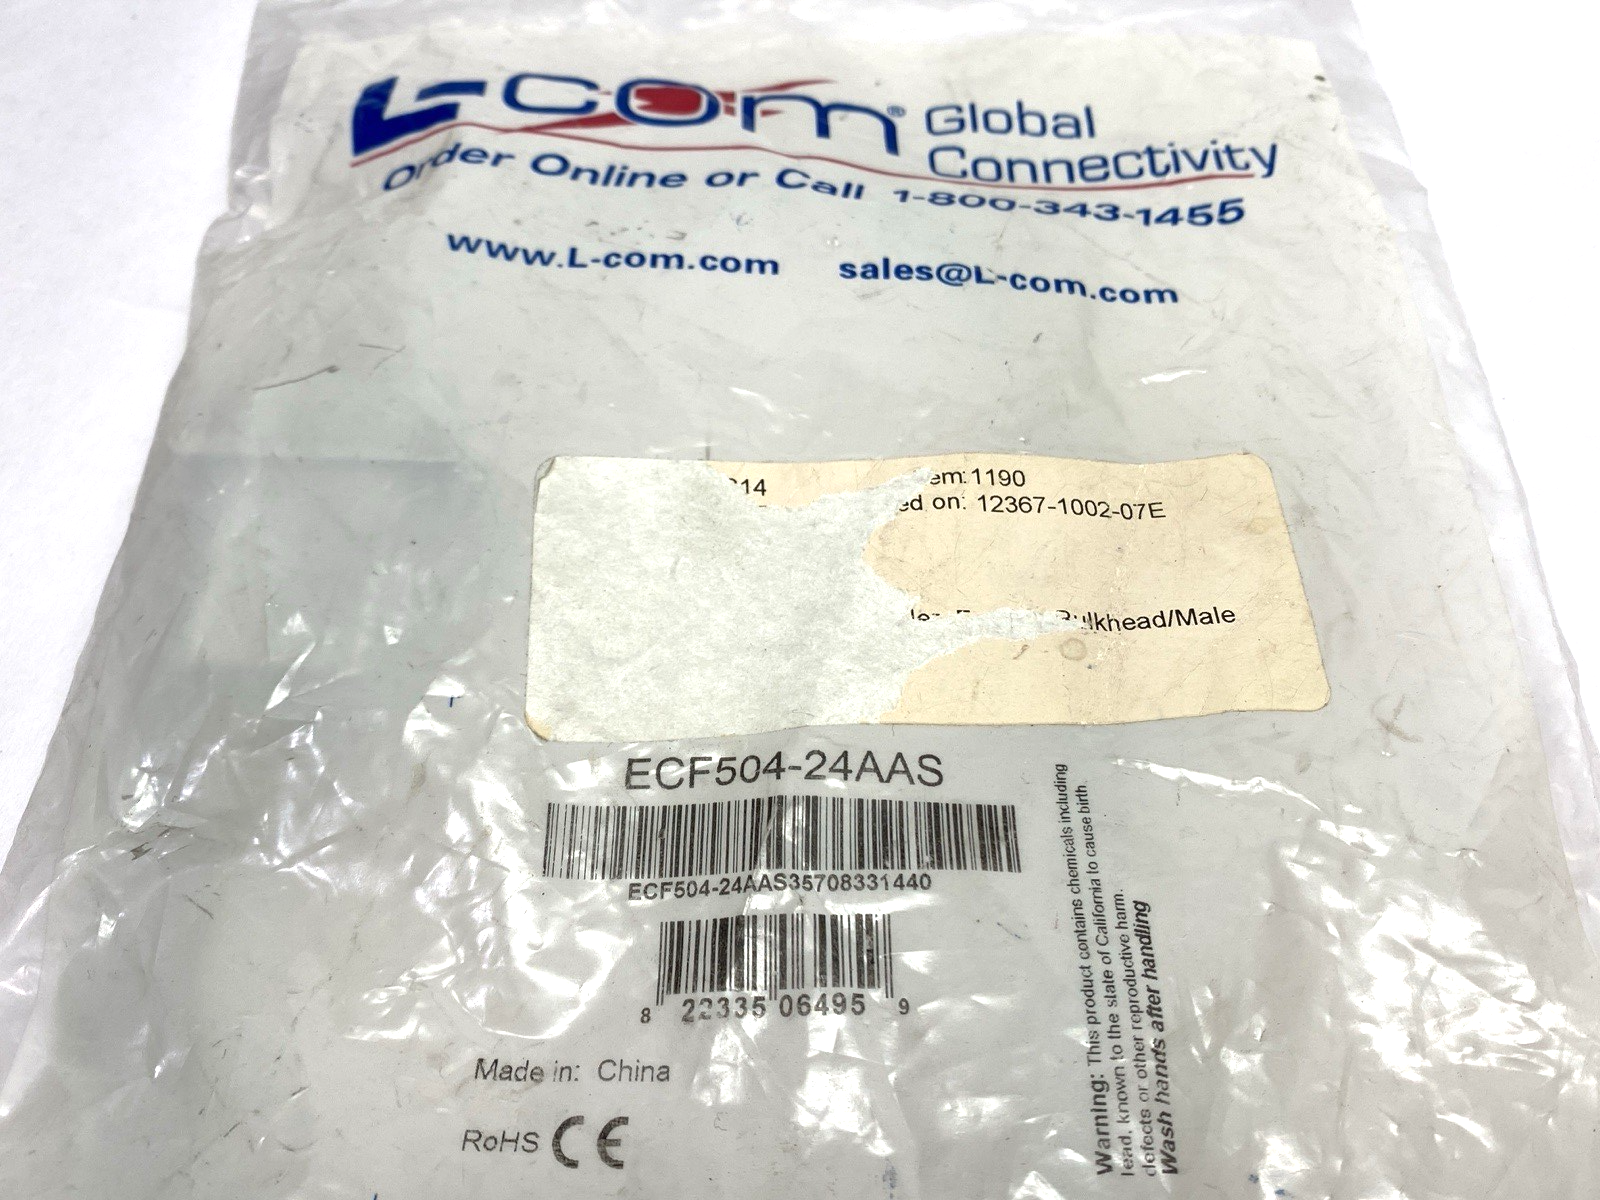 L-com® Global Connectivity
Order Online or Call 1-800-343-1455
www.L-com.com sales@L-com.com
14
em: 1190
ed on: 12367-1002-07E
Bulkhead/Male
ECF504-24AAS
ECF504-24AAS35708331440
8 22335 06495 9
Made in: China
RoHS CE
Warning: This product contains chemicals including
lead, known to the state of California to cause birth
defects or other reproductive harm.
Wash hands after handling